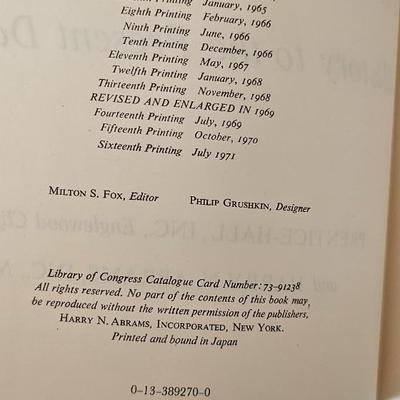 January, 1965
Eighth Printing February, 1966
Ninth Printing June, 1966
Tenth Printing December, 1966
Eleventh Printing May, 1967
Twelfth Printing January, 1968
Thirteenth Printing November, 1968
REVISED AND ENLARGED IN 1969
Fourteenth Printing July, 1969
Fifteenth Printing October, 1970
Sixteenth Printing July 1971
MILTON S. FOX, Editor PHILIP GRUSHKIN, Designer
Library of Congress Catalogue Card Number: 73-91238
All rights reserved. No part of the contents of this book may
be reproduced without the written permission of the publishers,
HARRY N. ABRAMS, INCORPORATED, NEW YORK.
Printed and bound in Japan
0-13-389270-0